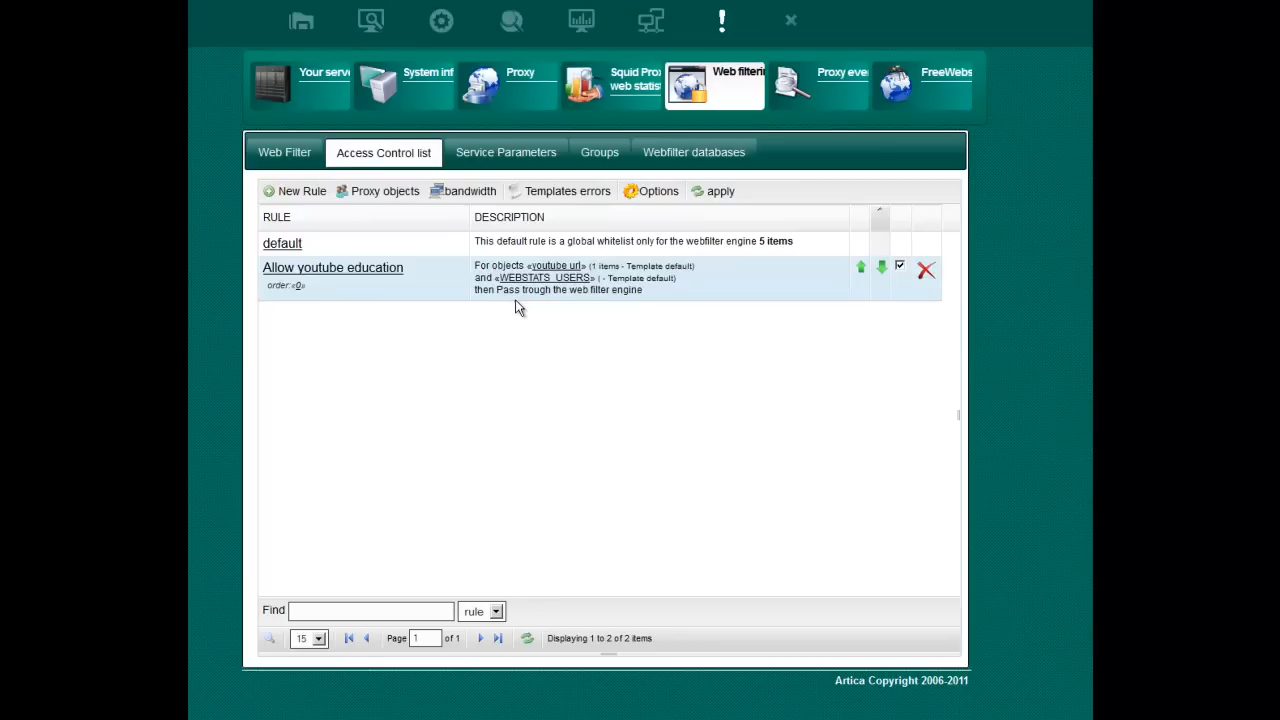 Your serve
System inf
Proxy
Squid Prox
web statis
Web filterin
Proxy eve
FreeWebs
Web Filter
Access Control list
Service Parameters
Groups
Webfilter databases
New Rule
Proxy objects
bandwidth
Templates errors
Options
apply
RULE
DESCRIPTION
default
This default rule is a global whitelist only for the webfilter engine 5 items
Allow youtube education
order:«0»
For objects «youtube url» (1 items - Template default)
and «WEBSTATS_USERS» ( - Template default)
then Pass trough the web filter engine
Find
rule
15
Page 1 of 1
Displaying 1 to 2 of 2 items
Artica Copyright 2006-2011